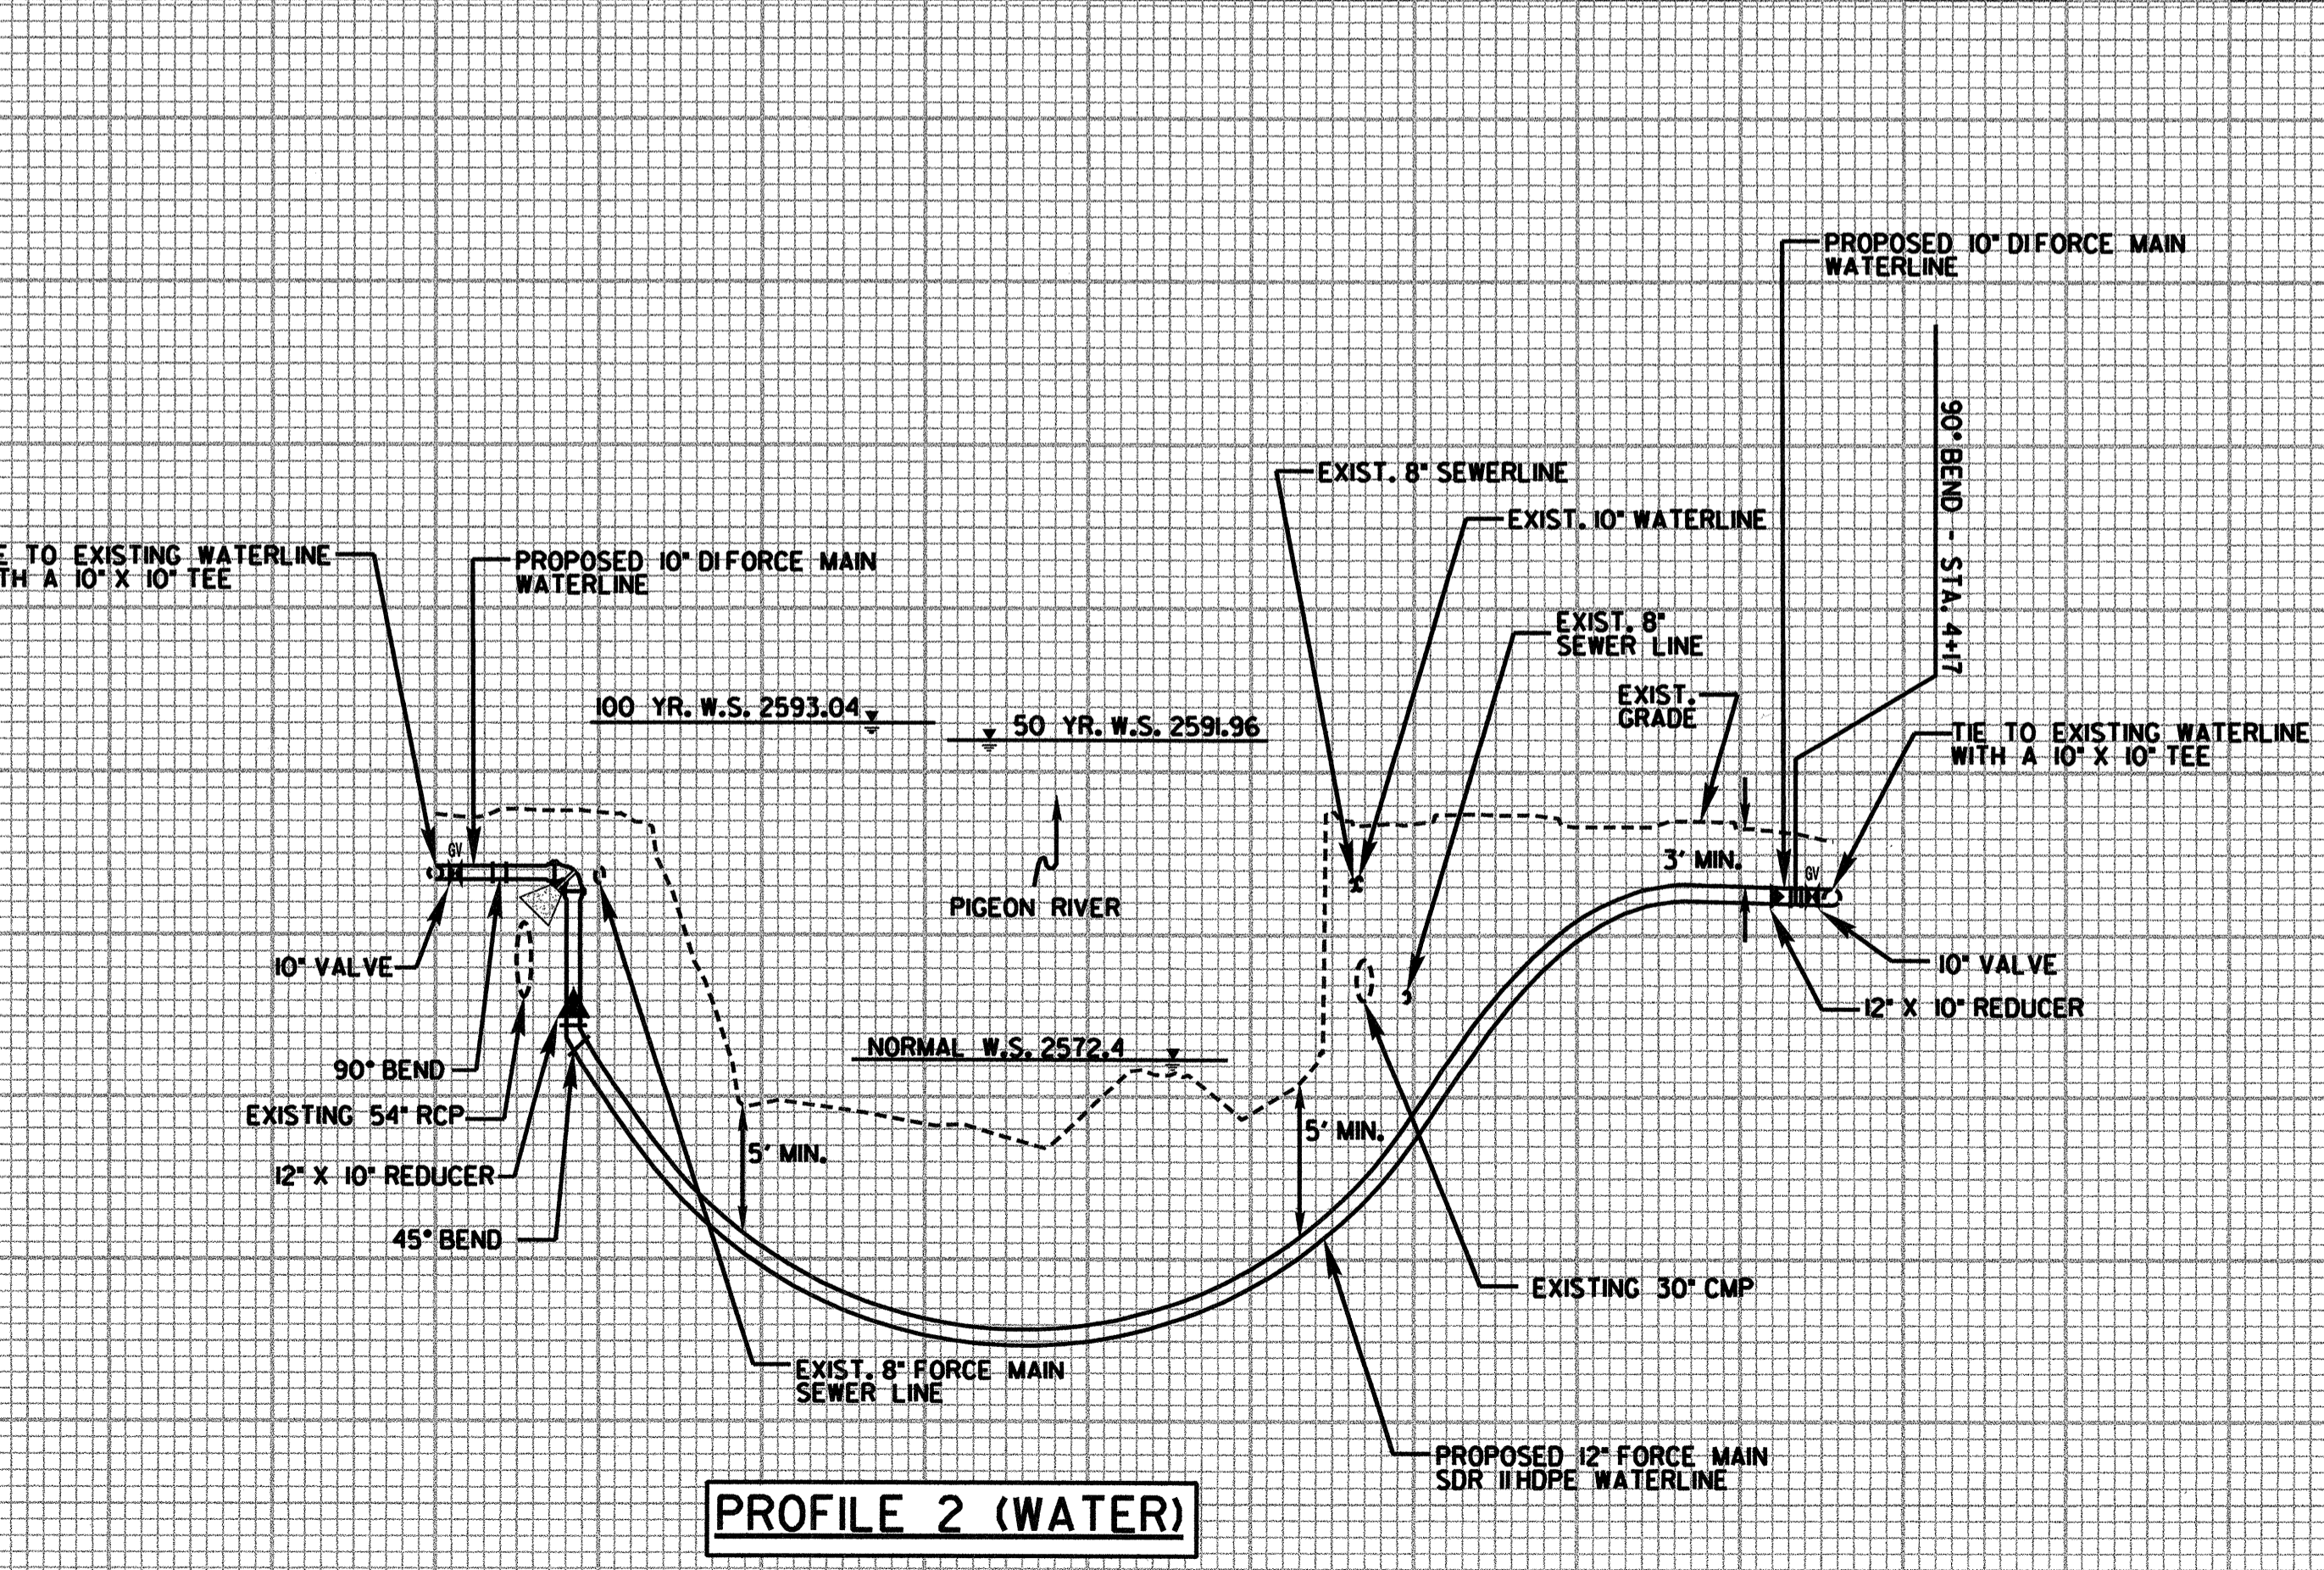 PROPOSED 10" DI FORCE MAIN
WATERLINE
90° BEND - STA. 4+17
EXIST. 8" SEWERLINE
EXIST. 10" WATERLINE
E TO EXISTING WATERLINE
TH A 10" X 10" TEE
PROPOSED 10" DI FORCE MAIN
WATERLINE
EXIST. 8"
SEWER LINE
100 YR. W.S. 2593.04
50 YR. W.S. 2591.96
EXIST.
GRADE
TIE TO EXISTING WATERLINE
WITH A 10" X 10" TEE
GV
3' MIN.
GV
PIGEON RIVER
10" VALVE
10" VALVE
12" X 10" REDUCER
NORMAL W.S. 2572.4
90° BEND
EXISTING 54" RCP
5' MIN.
5' MIN.
12" X 10" REDUCER
45° BEND
EXISTING 30" CMP
EXIST. 8" FORCE MAIN
SEWER LINE
PROPOSED 12" FORCE MAIN
SDR 11 HDPE WATERLINE
PROFILE 2 (WATER)